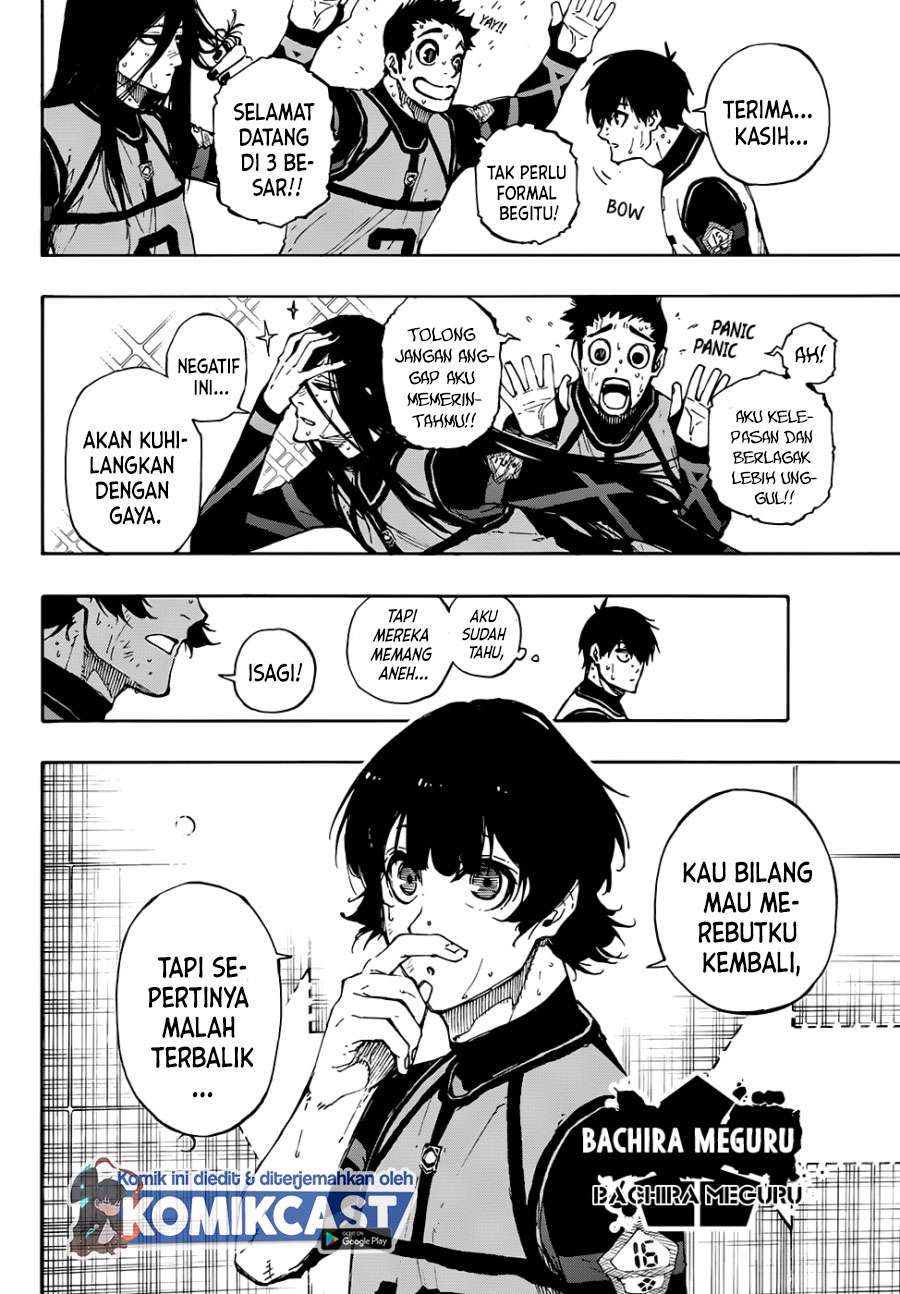 YAY!!
SELAMAT
DATANG
DI 3 BE-
SAR!!
TAK PERLU
FORMAL
BEGITU!
BOW
TERIMA...
KASIH...
NEGATIF
INI...
AKAN KUHI-
LANGKAN
DENGAN
GAYA.
TOLONG
JANGAN ANG-
GAP AKU
MEMERIN-
TAHMU!
PANIC
PANIC
AH!
AKU KELE-
PASAN DAN
BERLAGAK
LEBIH UNG-
GUL!!
ISAGI!
TAPI
MEREKA
MEMANG
ANEH...
AKU
SUDAH
TAHU,
KAU BILANG
MAU ME-
REBUTKU
KEMBALI,
TAPI SE-
PERTINYA
MALAH
TERBALIK
...
BACHIRA MEGURU
BACHIRA MEGURU
16
Komik ini diedit & diterjemahkan oleh
KOMIKCAST
GET IT ON
Google Play